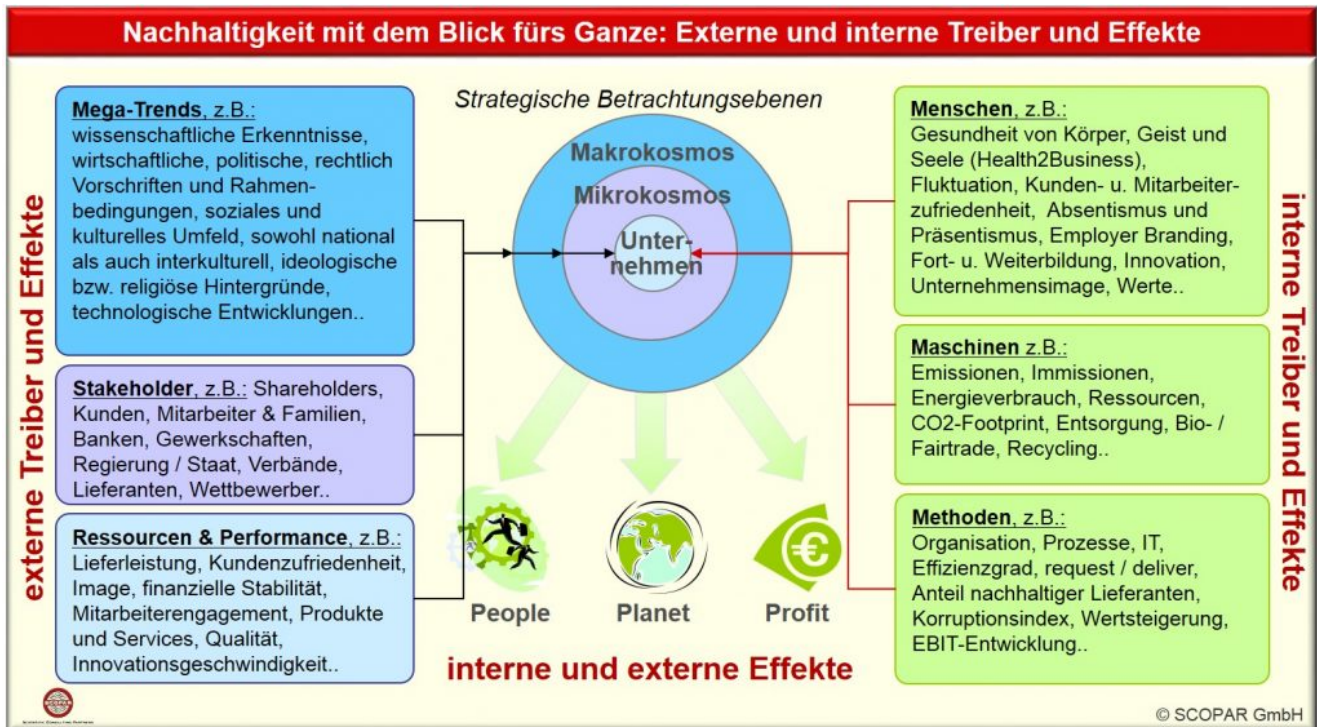 Nachhaltigkeit mit dem Blick fürs Ganze: Externe und interne Treiber und Effekte
externe Treiber und Effekte
Mega-Trends, z.B.:
wissenschaftliche Erkenntnisse,
wirtschaftliche, politische, rechtlich
Vorschriften und Rahmen-
bedingungen, soziales und
kulturelles Umfeld, sowohl national
als auch interkulturell, ideologische
bzw. religiöse Hintergründe,
technologische Entwicklungen..
Stakeholder, z.B.: Shareholders,
Kunden, Mitarbeiter & Familien,
Banken, Gewerkschaften,
Regierung / Staat, Verbände,
Lieferanten, Wettbewerber..
Ressourcen & Performance, z.B.:
Lieferleistung, Kundenzufriedenheit,
Image, finanzielle Stabilität,
Mitarbeiterengagement, Produkte
und Services, Qualität,
Innovationsgeschwindigkeit..
Strategische Betrachtungsebenen
Makrokosmos
Mikrokosmos
Unter-
nehmen
€
People
Planet
Profit
interne und externe Effekte
Menschen, z.B.:
Gesundheit von Körper, Geist und
Seele (Health2Business),
Fluktuation, Kunden- u. Mitarbeiter-
zufriedenheit, Absentismus und
Präsentismus, Employer Branding,
Fort- u. Weiterbildung, Innovation,
Unternehmensimage, Werte..
Maschinen z.B.:
Emissionen, Immissionen,
Energieverbrauch, Ressourcen,
CO2-Footprint, Entsorgung, Bio- /
Fairtrade, Recycling..
Methoden, z.B.:
Organisation, Prozesse, IT,
Effizienzgrad, request / deliver,
Anteil nachhaltiger Lieferanten,
Korruptionsindex, Wertsteigerung,
EBIT-Entwicklung..
interne Treiber und Effekte
SCOPAR
© SCOPAR GmbH